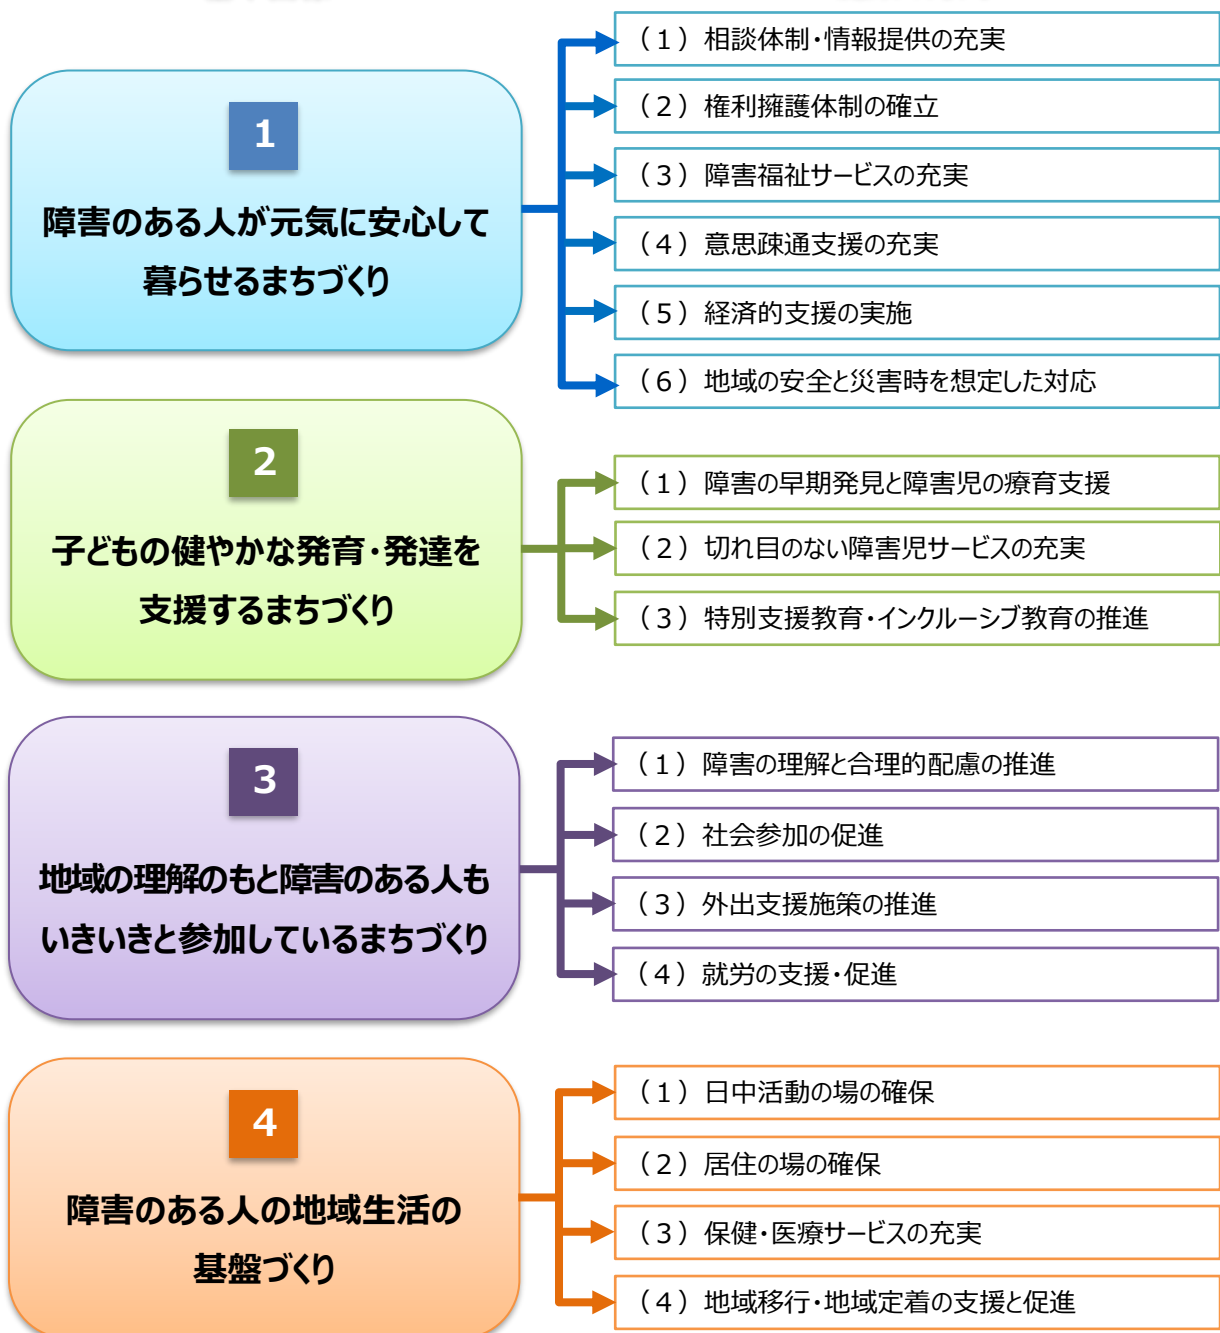 1
障害のある人が元気に安心して
暮らせるまちづくり
（１）相談体制・情報提供の充実
（２）権利擁護体制の確立
（３）障害福祉サービスの充実
（４）意思疎通支援の充実
（５）経済的支援の実施
（６）地域の安全と災害時を想定した対応
2
子どもの健やかな発育・発達を
支援するまちづくり
（１）障害の早期発見と障害児の療育支援
（２）切れ目のない障害児サービスの充実
（３）特別支援教育・インクルーシブ教育の推進
3
地域の理解のもと障害のある人も
いきいきと参加しているまちづくり
（１）障害の理解と合理的配慮の推進
（２）社会参加の促進
（３）外出支援施策の推進
（４）就労の支援・促進
4
障害のある人の地域生活の
基盤づくり
（１）日中活動の場の確保
（２）居住の場の確保
（３）保健・医療サービスの充実
（４）地域移行・地域定着の支援と促進